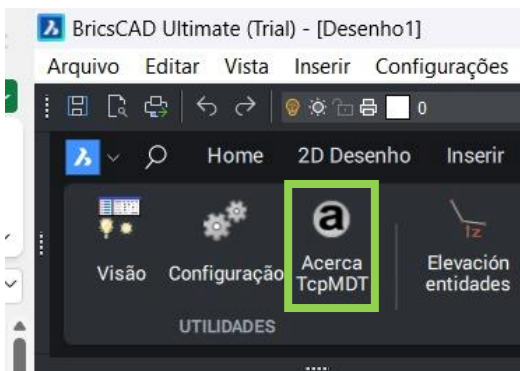 BricsCAD Ultimate (Trial) - [Desenho1]
Arquivo Editar Vista Inserir Configurações
0
Home 2D Desenho Inserir
a
Visão Configuração Acerca TcpMDT Elevación entidades
UTILIDADES